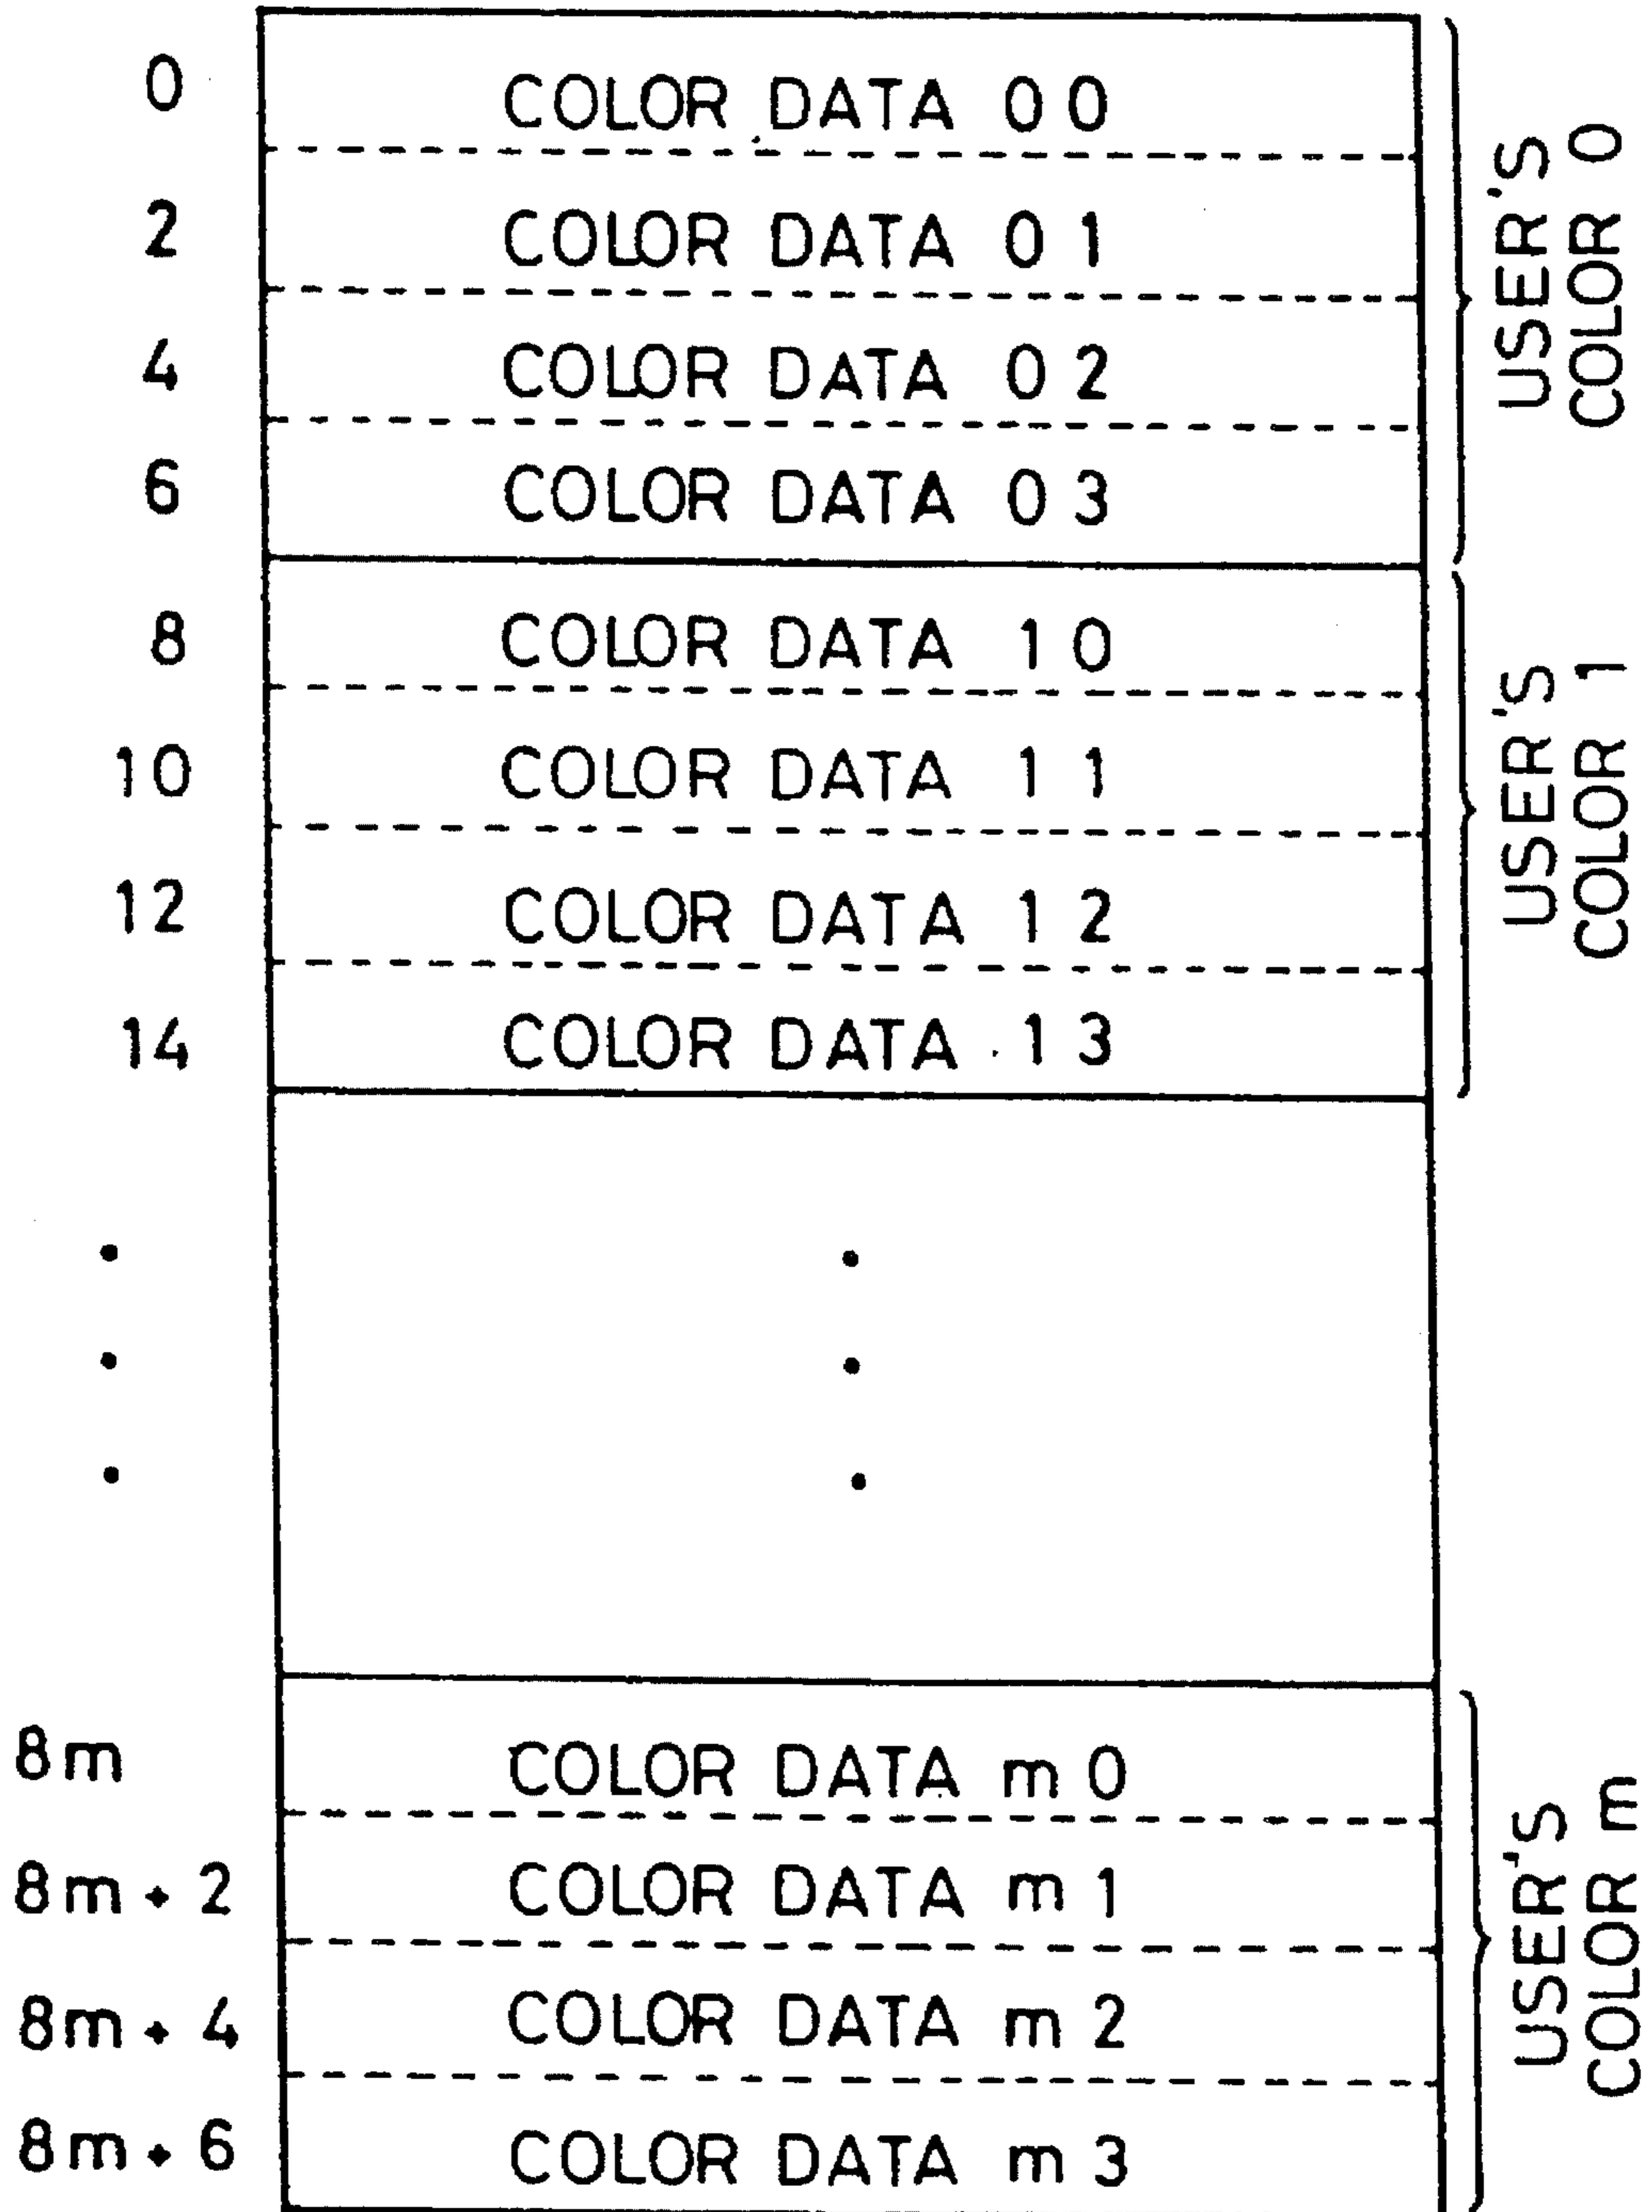 0 COLOR DATA 0 0
2 COLOR DATA 0 1
4 COLOR DATA 0 2
6 COLOR DATA 0 3
USER'S
COLOR 0
8 COLOR DATA 1 0
10 COLOR DATA 1 1
12 COLOR DATA 1 2
14 COLOR DATA 1 3
USER'S
COLOR 1
8m COLOR DATA m 0
8m + 2 COLOR DATA m 1
8m + 4 COLOR DATA m 2
8m + 6 COLOR DATA m 3
USER'S
COLOR m